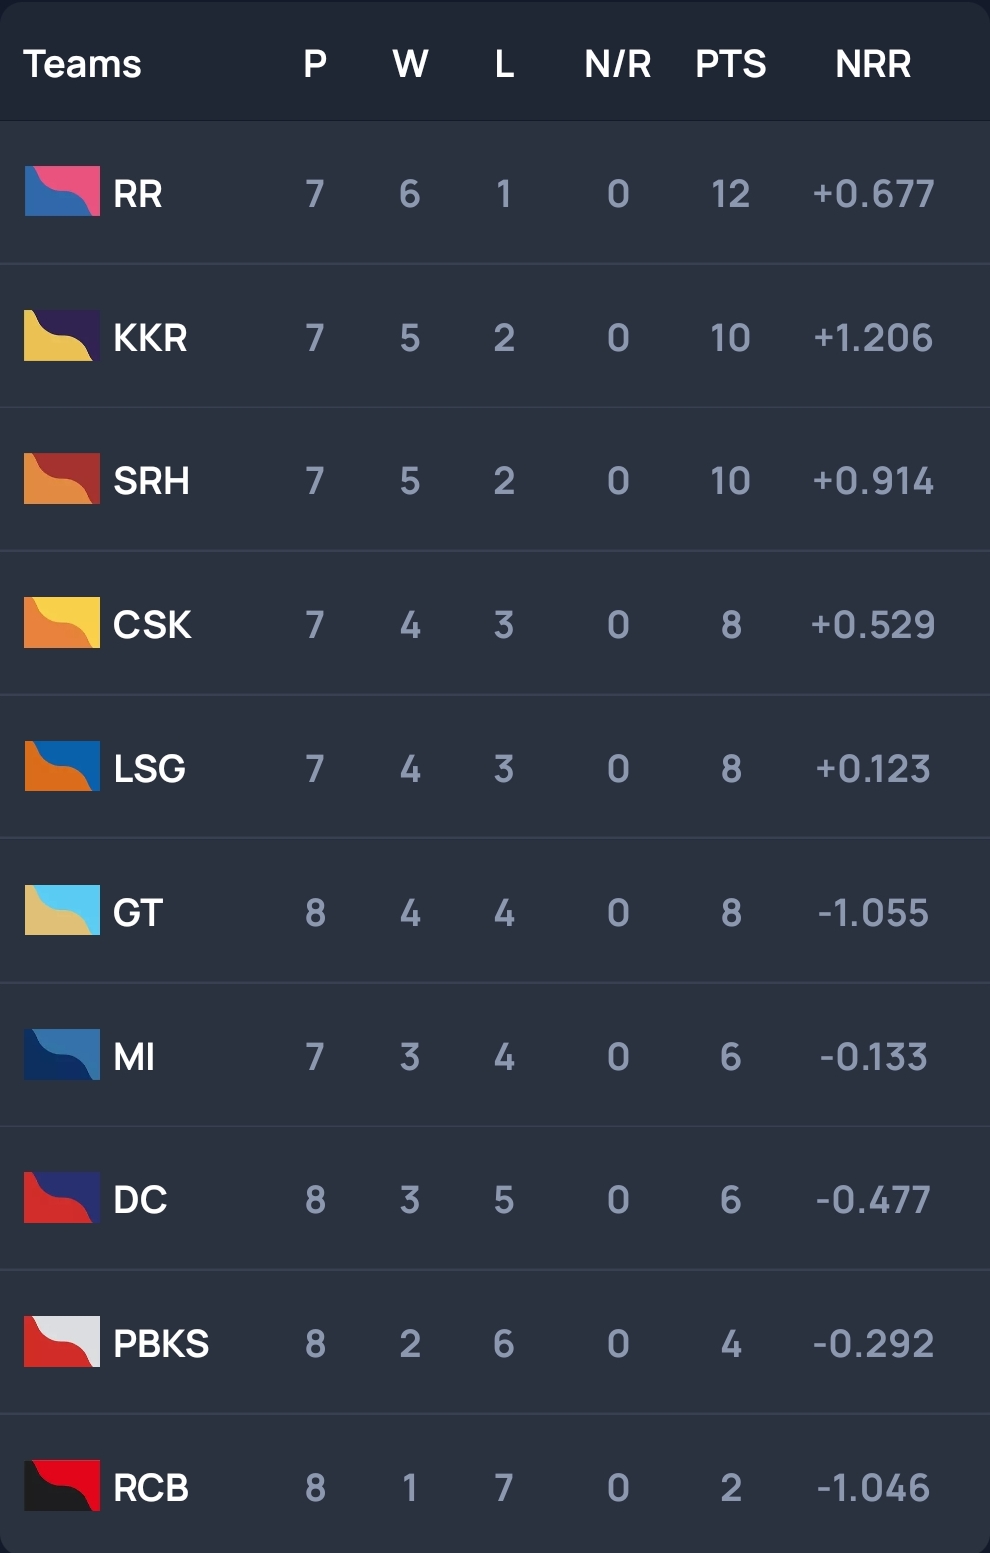 Teams P W L N/R PTS NRR
RR 7 6 1 0 12 +0.677
KKR 7 5 2 0 10 +1.206
SRH 7 5 2 0 10 +0.914
CSK 7 4 3 0 8 +0.529
LSG 7 4 3 0 8 +0.123
GT 8 4 4 0 8 -1.055
MI 7 3 4 0 6 -0.133
DC 8 3 5 0 6 -0.477
PBKS 8 2 6 0 4 -0.292
RCB 8 1 7 0 2 -1.046